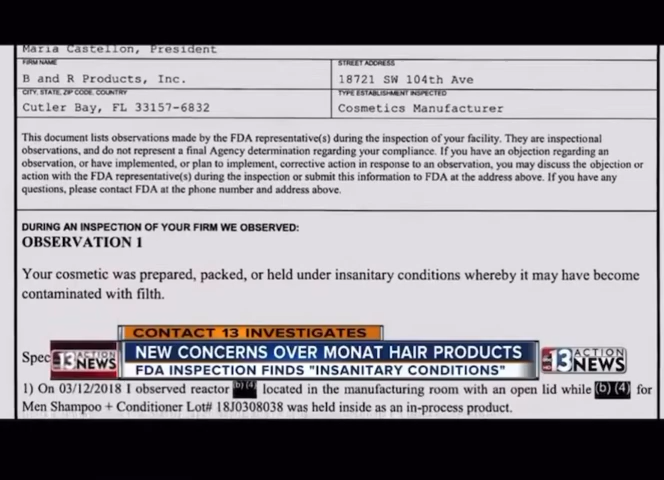 Maria Castellon, President
FIRM NAME
STREET ADDRESS
B and R Products, Inc.
18721 SW 104th Ave
CITY, STATE, ZIP CODE, COUNTRY
TYPE ESTABLISHMENT INSPECTED
Cutler Bay, FL 33157-6832
Cosmetics Manufacturer
This document lists observations made by the FDA representative(s) during the inspection of your facility. They are inspectional
observations, and do not represent a final Agency determination regarding your compliance. If you have an objection regarding an
observation, or have implemented, or plan to implement, corrective action in response to an observation, you may discuss the objection or
action with the FDA representative(s) during the inspection or submit this information to FDA at the address above. If you have any
questions, please contact FDA at the phone number and address above.
DURING AN INSPECTION OF YOUR FIRM WE OBSERVED:
OBSERVATION 1
Your cosmetic was prepared, packed, or held under insanitary conditions whereby it may have become
contaminated with filth.
CONTACT 13 INVESTIGATES
Spec
13 ACTION NEWS
NEW CONCERNS OVER MONAT HAIR PRODUCTS
FDA INSPECTION FINDS "INSANITARY CONDITIONS"
13 ACTION NEWS
1) On 03/12/2018 I observed reactor (b) (4) located in the manufacturing room with an open lid while (b) (4) for
Men Shampoo + Conditioner Lot# 18J0308038 was held inside as an in-process product.